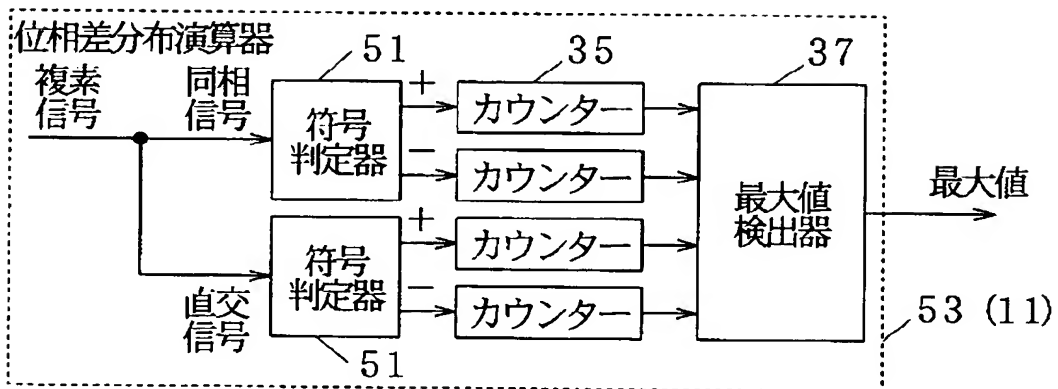 位相差分布演算器
複素
信号
同相
信号
51
35
37
符号
判定器
+
−
カウンター
カウンター
符号
判定器
+
−
カウンター
カウンター
直交
信号
51
最大値
検出器
最大値
53 (11)